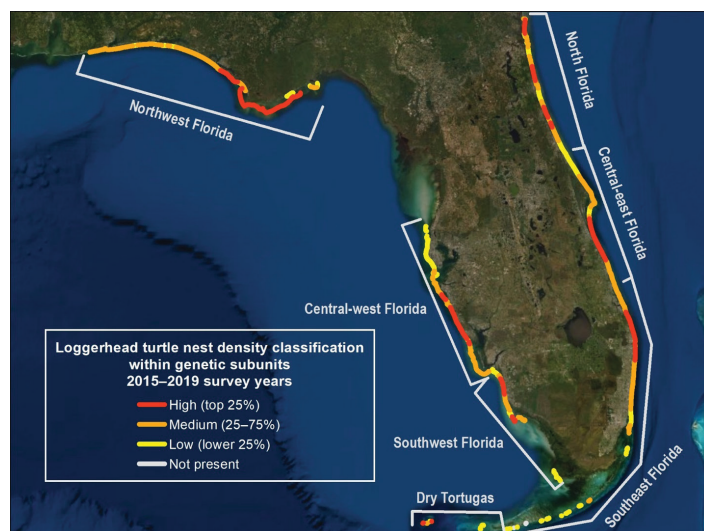 North Florida
Northwest Florida
Central-east Florida
Central-west Florida
Loggerhead turtle nest density classification
within genetic subunits
2015–2019 survey years
High (top 25%)
Medium (25–75%)
Low (lower 25%)
Not present
Southwest Florida
Southeast Florida
Dry Tortugas